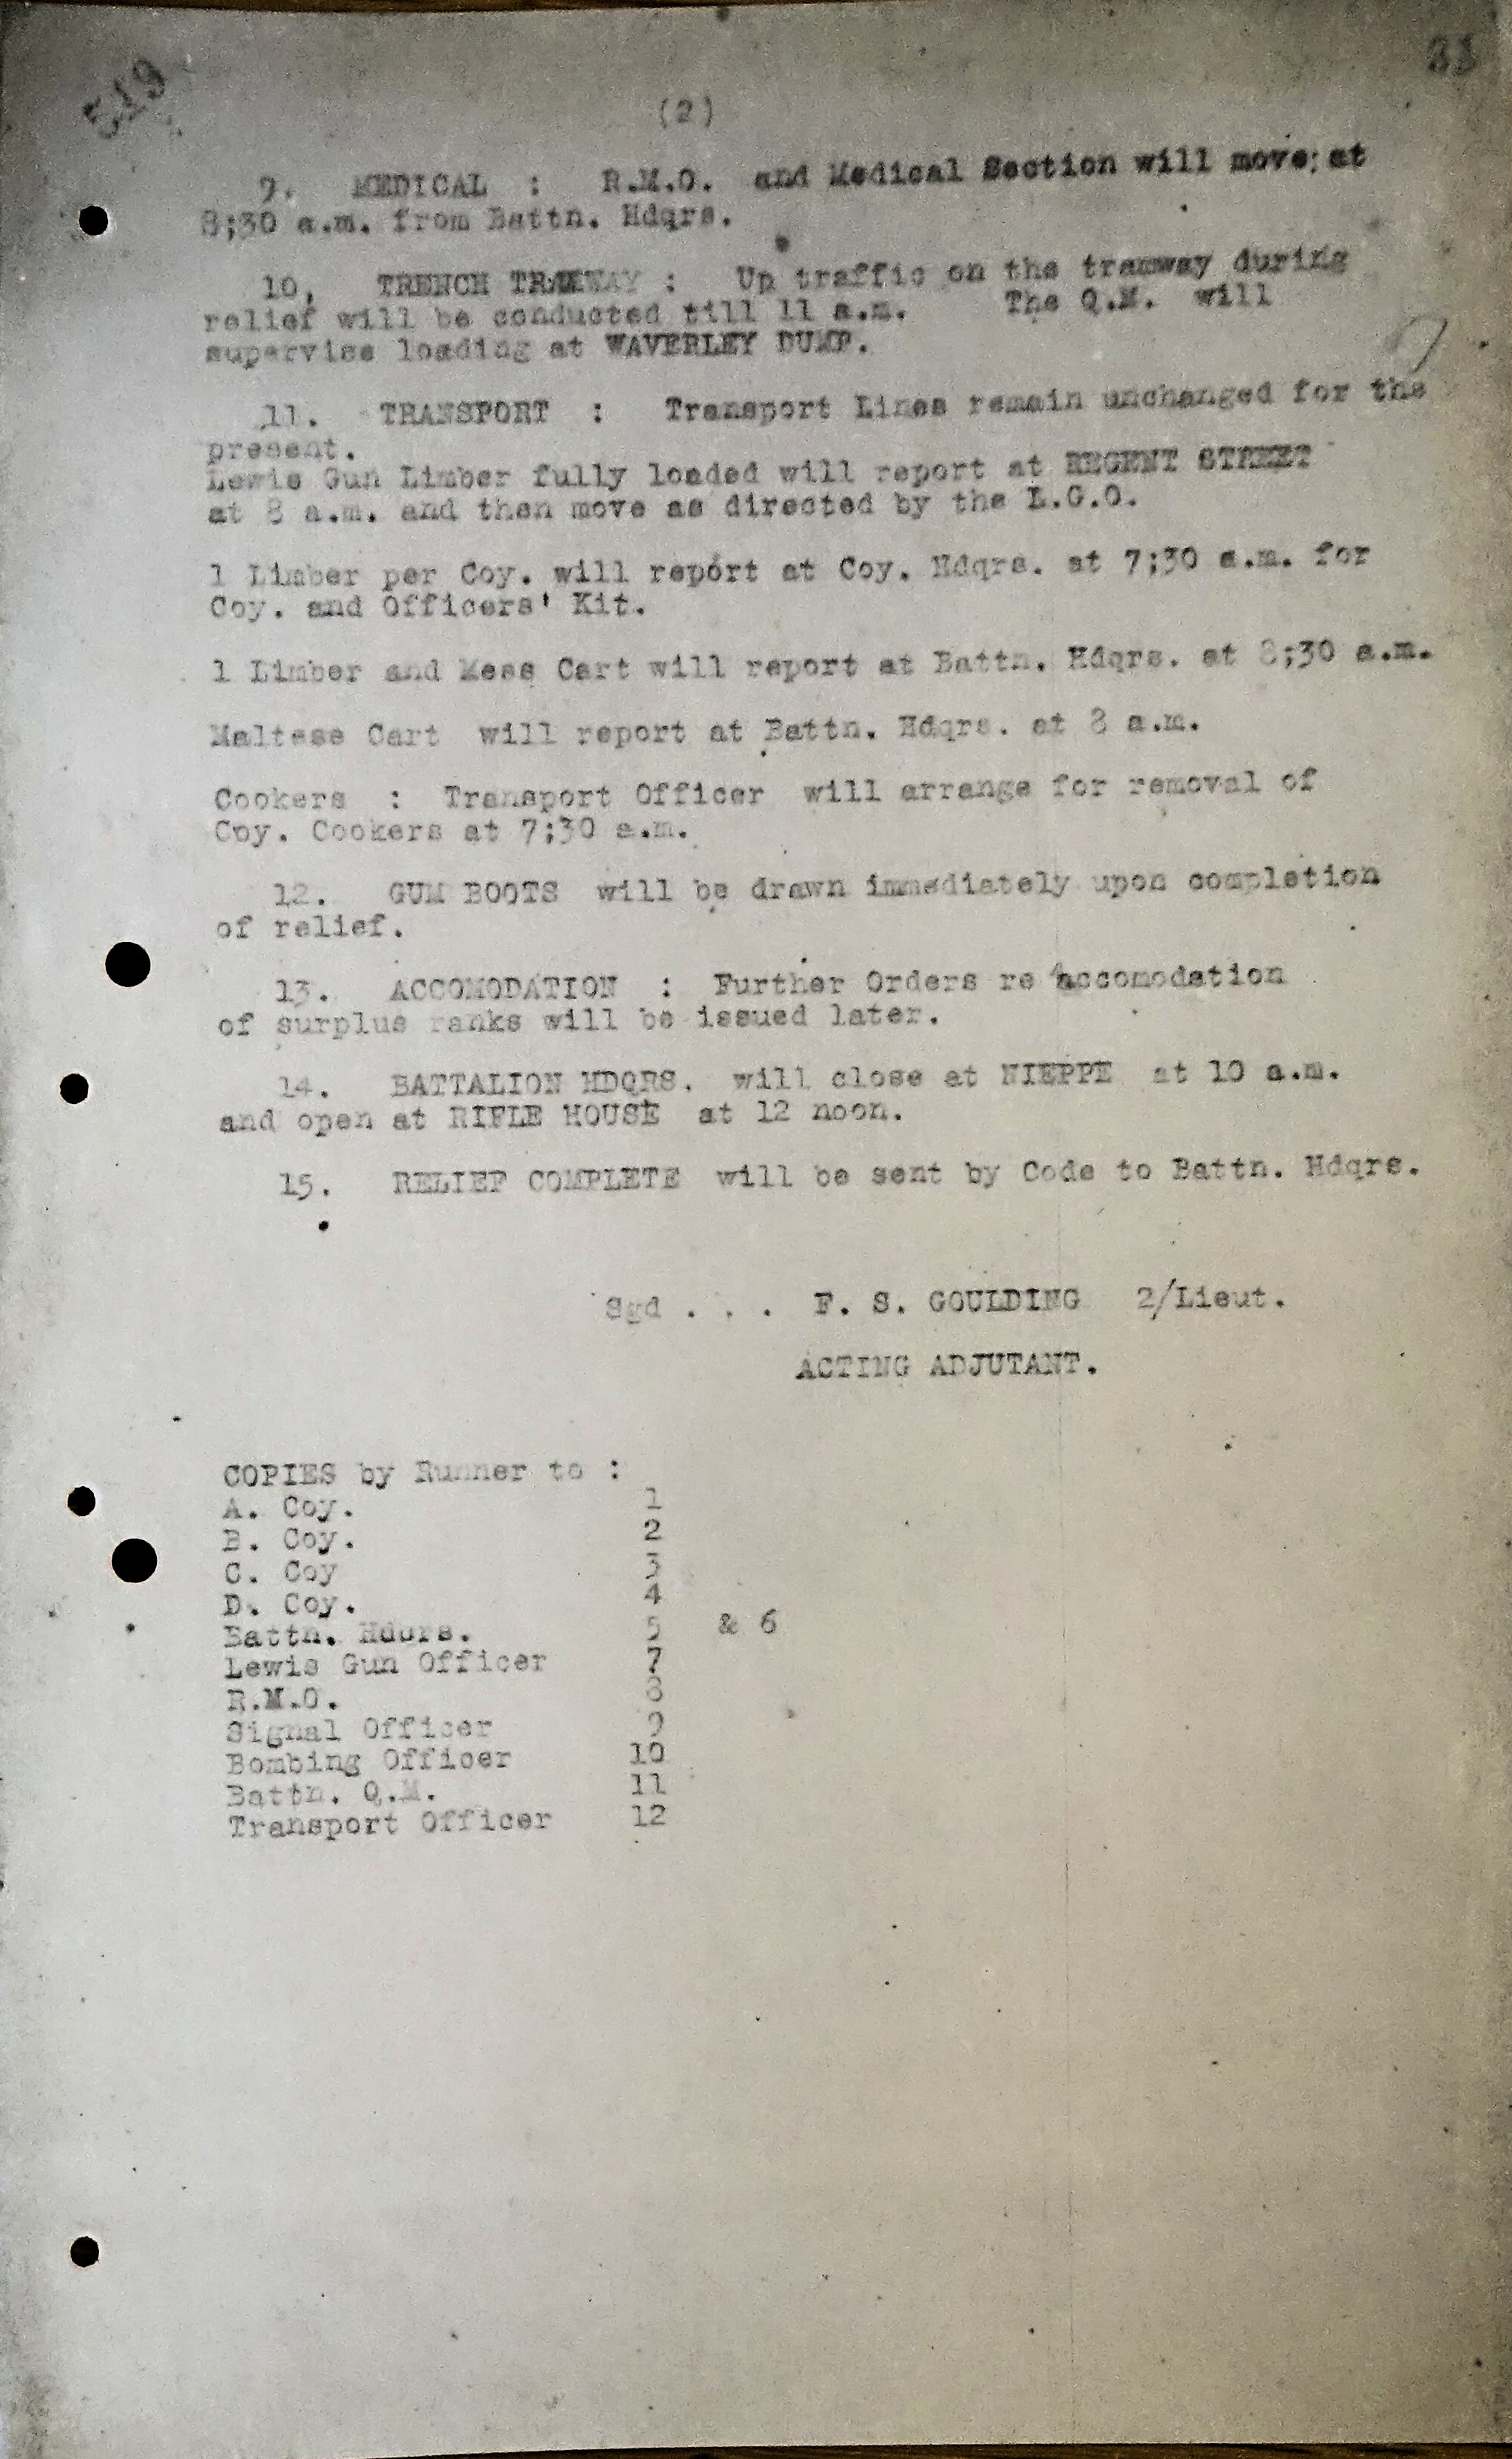 519
31
(2)
9. MEDICAL : R.M.O. and Medical Section will move; at
8;30 a.m. from Battn. Hdqrs.
10, TRENCH TRAMWAY : Up traffic on the tramway during
relief will be conducted till 11 a.m. The Q.M. will
supervise loading at WAVERLEY DUMP.
11. TRANSPORT : Transport Lines remain unchanged for the
present.
Lewis Gun Limber fully loaded will report at REGENT STREET
at 8 a.m. and then move as directed by the L.G.O.
1 Limber per Coy. will report at Coy. Hdqrs. at 7;30 a.m. for
Coy. and Officers' Kit.
1 Limber and Mess Cart will report at Battn. Hdqrs. at 8;30 a.m.
Maltese Cart will report at Battn. Hdqrs. at 8 a.m.
Cookers : Transport Officer will arrange for removal of
Coy. Cookers at 7;30 a.m.
12. GUM BOOTS will be drawn immediately upon completion
of relief.
13. ACCOMODATION : Further Orders re accomodation
of surplus ranks will be issued later.
14. BATTALION HDQRS. will close at NIEPPE at 10 a.m.
and open at RIFLE HOUSE at 12 noon.
15. RELIEF COMPLETE will be sent by Code to Battn. Hdqrs.
Sgd . . . F. S. GOULDING 2/Lieut.
ACTING ADJUTANT.
COPIES by Runner to :
A. Coy. 1
B. Coy. 2
C. Coy 3
D. Coy. 4
Battn. Hdqrs. 5 & 6
Lewis Gun Officer 7
R.M.O. 8
Signal Officer 9
Bombing Officer 10
Battn. Q.M. 11
Transport Officer 12